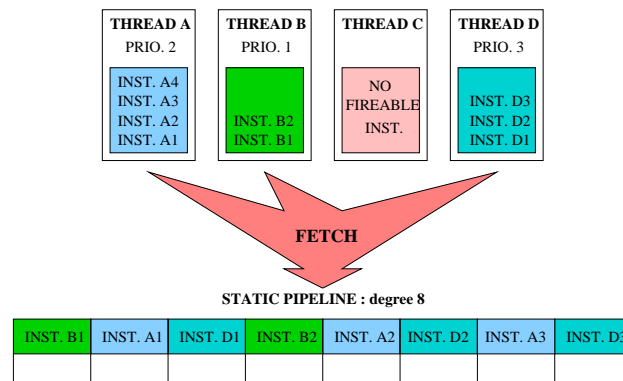 THREAD A
PRIO. 2
INST. A4
INST. A3
INST. A2
INST. A1
THREAD B
PRIO. 1
INST. B2
INST. B1
THREAD C
NO
FIREABLE
INST.
THREAD D
PRIO. 3
INST. D3
INST. D2
INST. D1
FETCH
STATIC PIPELINE : degree 8
INST. B1 INST. A1 INST. D1 INST. B2 INST. A2 INST. D2 INST. A3 INST. D3